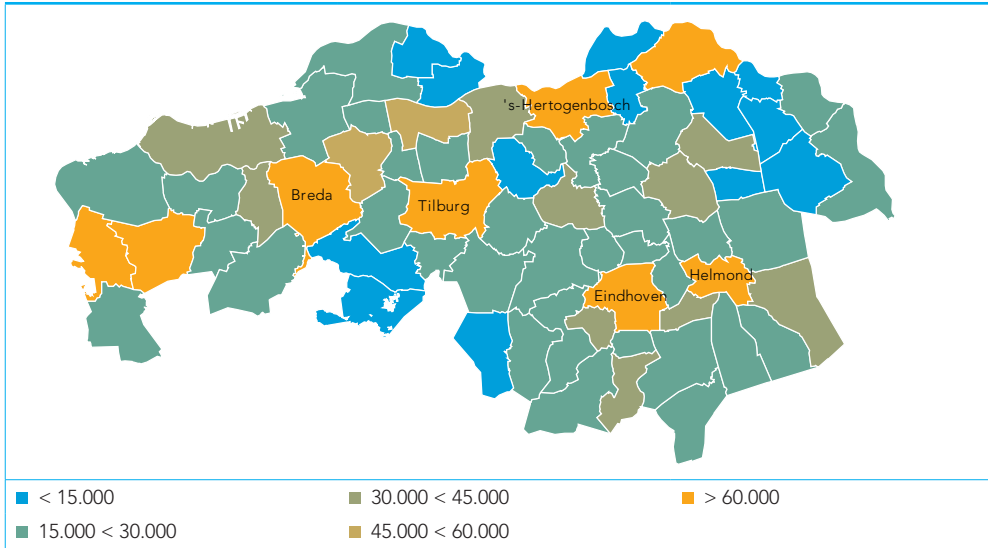 's-Hertogenbosch
Breda
Tilburg
Helmond
Eindhoven
< 15.000
30.000 < 45.000
> 60.000
15.000 < 30.000
45.000 < 60.000